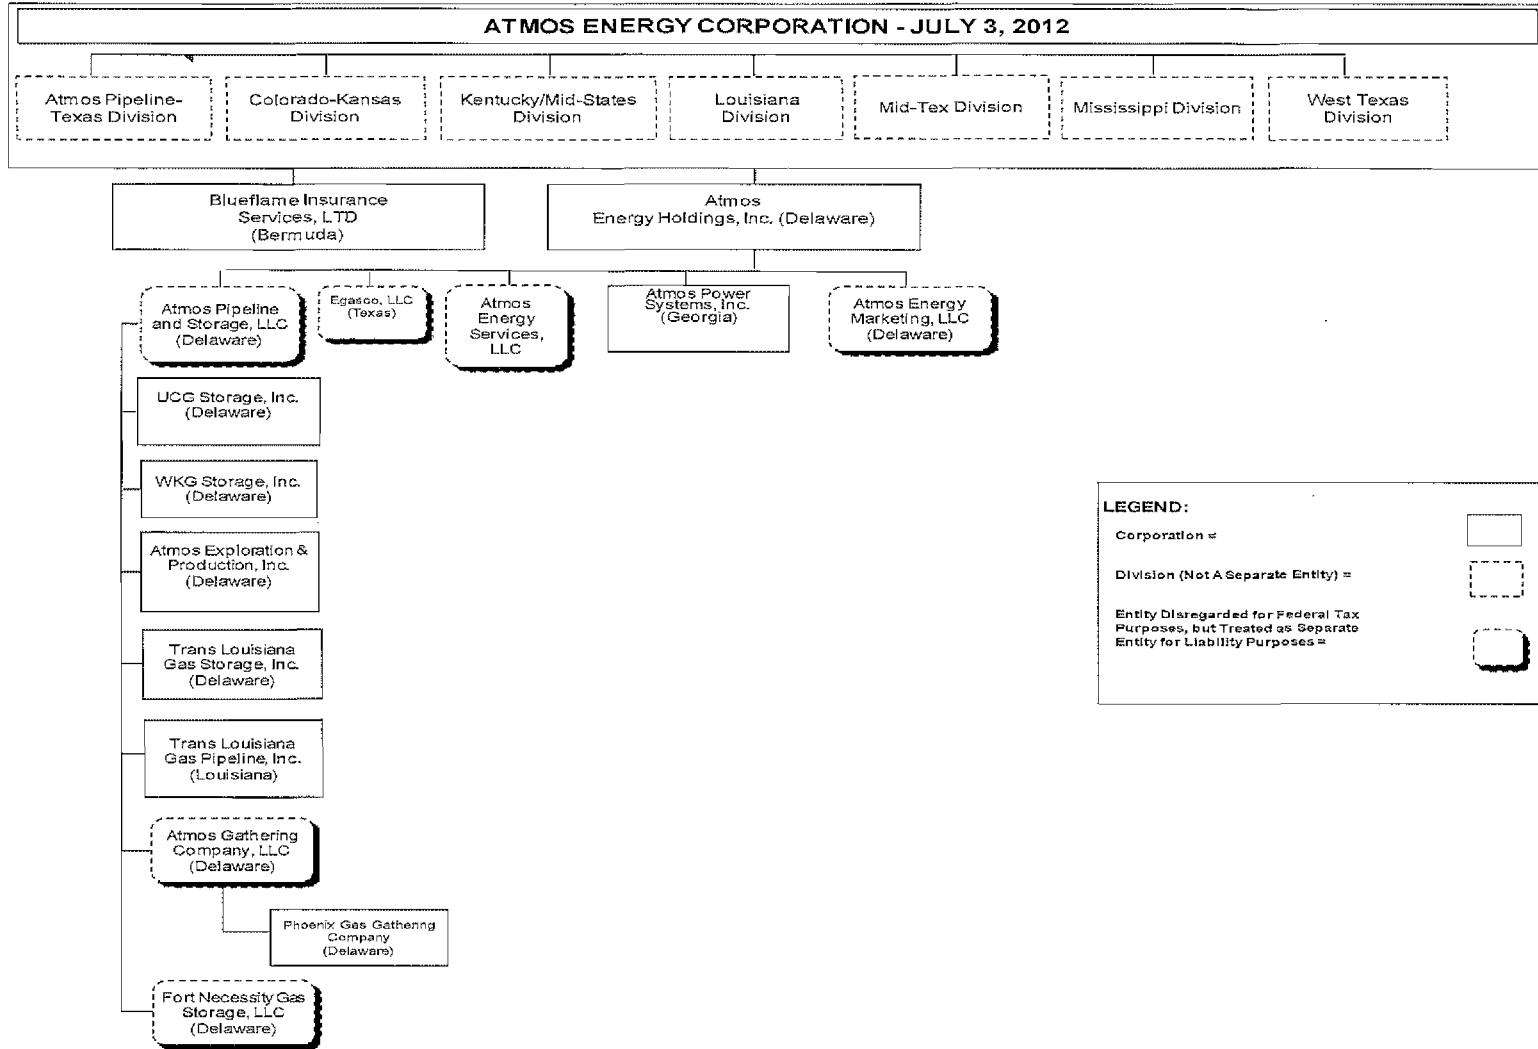 ATMOS ENERGY CORPORATION - JULY 3, 2012
Atmos Pipeline-
Texas Division
Colorado-Kansas
Division
Kentucky/Mid-States
Division
Louisiana
Division
Mid-Tex Division
Mississippi Division
West Texas
Division
Blueflame Insurance
Services, LTD
(Bermuda)
Atmos
Energy Holdings, Inc. (Delaware)
Atmos Pipeline
and Storage, LLC
(Delaware)
Egasco, LLC
(Texas)
Atmos
Energy
Services,
LLC
Atmos Power
Systems, Inc.
(Georgia)
Atmos Energy
Marketing, LLC
(Delaware)
UCG Storage, Inc.
(Delaware)
WKG Storage, Inc.
(Delaware)
Atmos Exploration &
Production, Inc.
(Delaware)
Trans Louisiana
Gas Storage, Inc.
(Delaware)
Trans Louisiana
Gas Pipeline, Inc.
(Louisiana)
Atmos Gathering
Company, LLC
(Delaware)
Phoenix Gas Gathering
Company
(Delaware)
Fort Necessity Gas
Storage, LLC
(Delaware)
LEGEND:
Corporation =
Division (Not A Separate Entity) =
Entity Disregarded for Federal Tax
Purposes, but Treated as Separate
Entity for Liability Purposes =